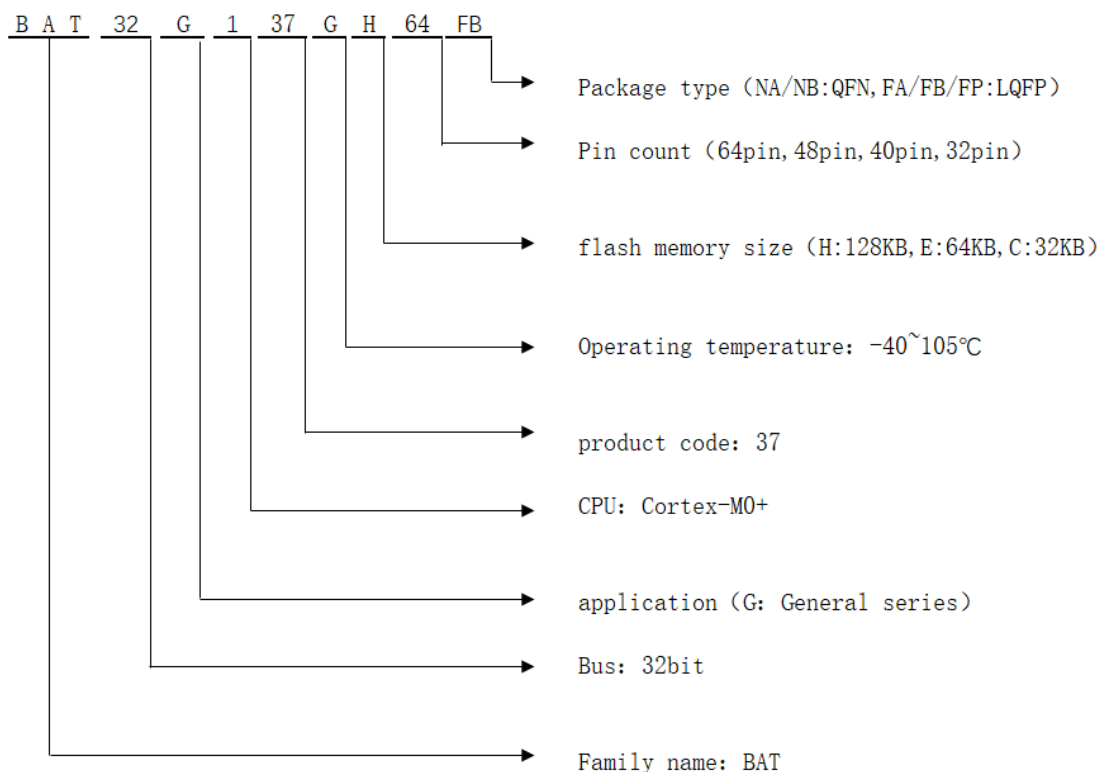 B A T 32 G 1 37 G H 64 FB
Package type（NA/NB:QFN,FA/FB/FP:LQFP）
Pin count（64pin,48pin,40pin,32pin）
flash memory size（H:128KB,E:64KB,C:32KB）
Operating temperature：-40~105℃
product code：37
CPU：Cortex-M0+
application（G：General series）
Bus：32bit
Family name：BAT